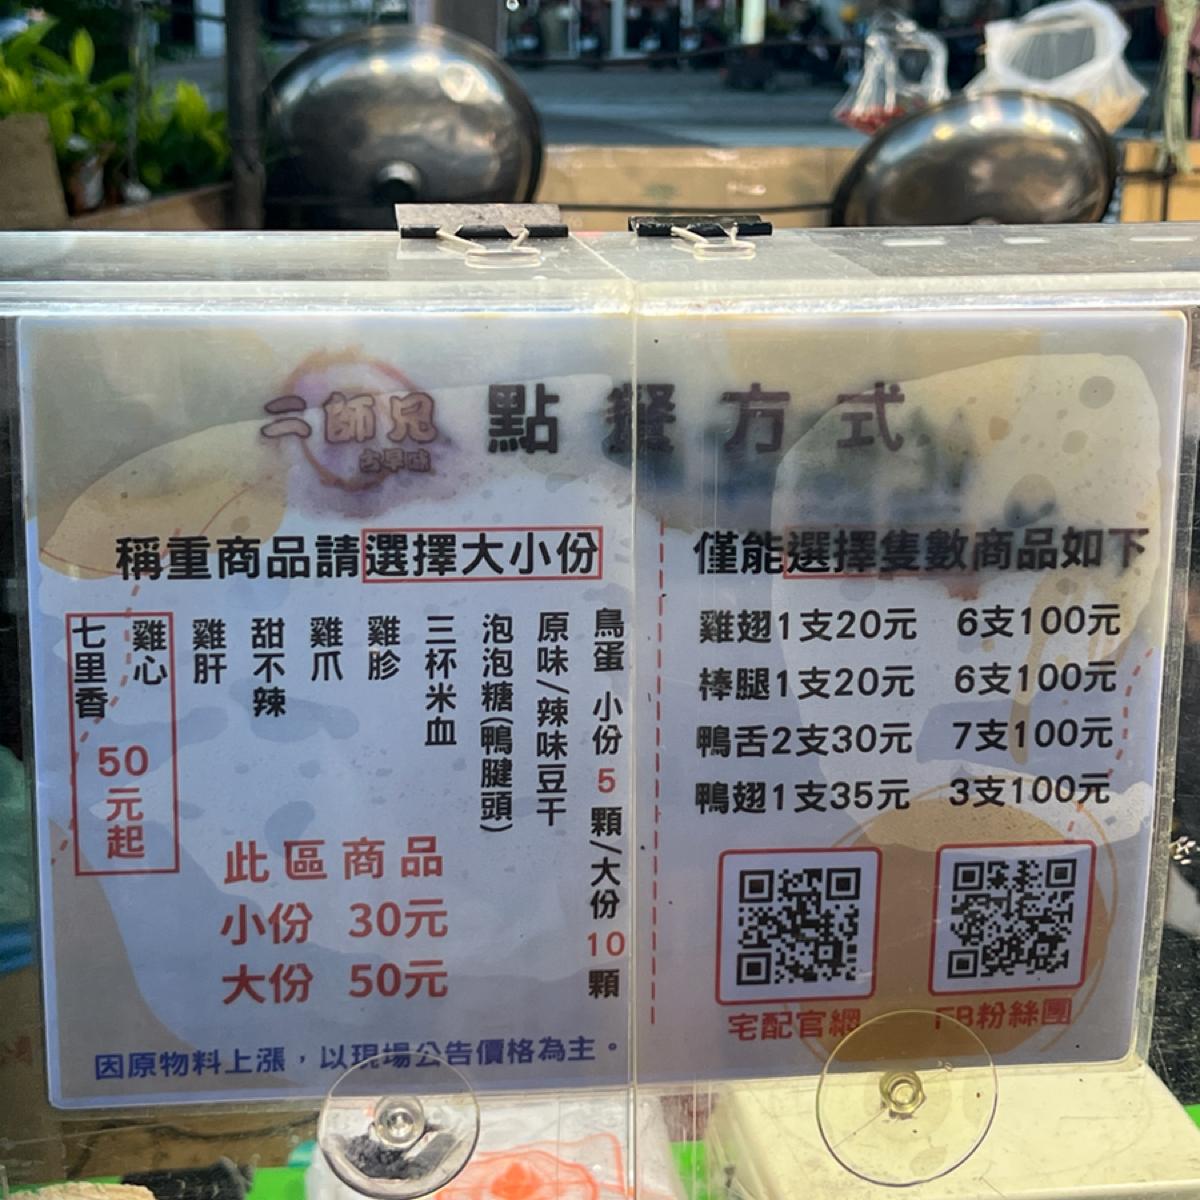 二師兄
古早味
點餐方式
稱重商品請選擇大小份
鳥蛋 小份5顆/大份10顆
原味/辣味豆干
泡泡糖(鴨腱頭)
三杯米血
雞胗
雞爪
甜不辣
雞肝
雞心
七里香
50元起
此區商品
小份 30元
大份 50元
因原物料上漲，以現場公告價格為主。
僅能選擇隻數商品如下
雞翅1支20元 6支100元
棒腿1支20元 6支100元
鴨舌2支30元 7支100元
鴨翅1支35元 3支100元
宅配官網
FB粉絲團